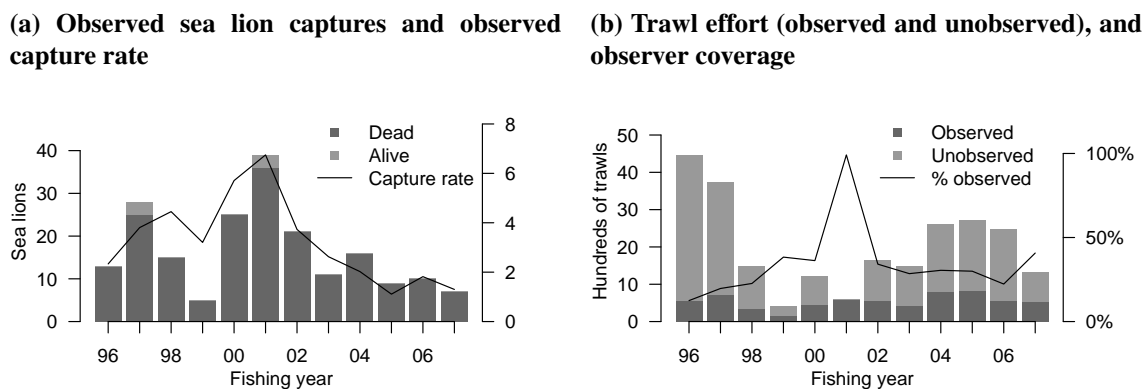 (a) Observed sea lion captures and observed
capture rate
Sea lions
40
30
20
10
0
8
6
4
2
0
Dead
Alive
Capture rate
96
98
00
02
04
06
Fishing year
(b) Trawl effort (observed and unobserved), and
observer coverage
Hundreds of trawls
50
40
30
20
10
0
100%
50%
0%
Observed
Unobserved
% observed
96
98
00
02
04
06
Fishing year